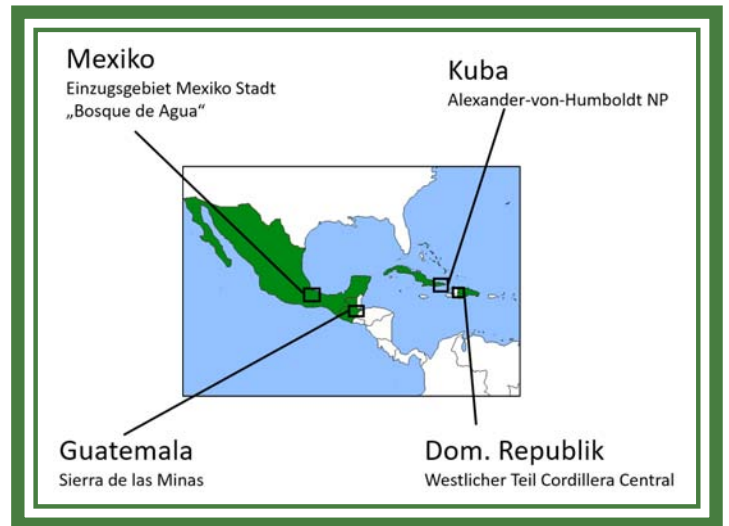 Mexiko
Einzugsgebiet Mexiko Stadt
„Bosque de Agua“
Kuba
Alexander-von-Humboldt NP
Guatemala
Sierra de las Minas
Dom. Republik
Westlicher Teil Cordillera Central